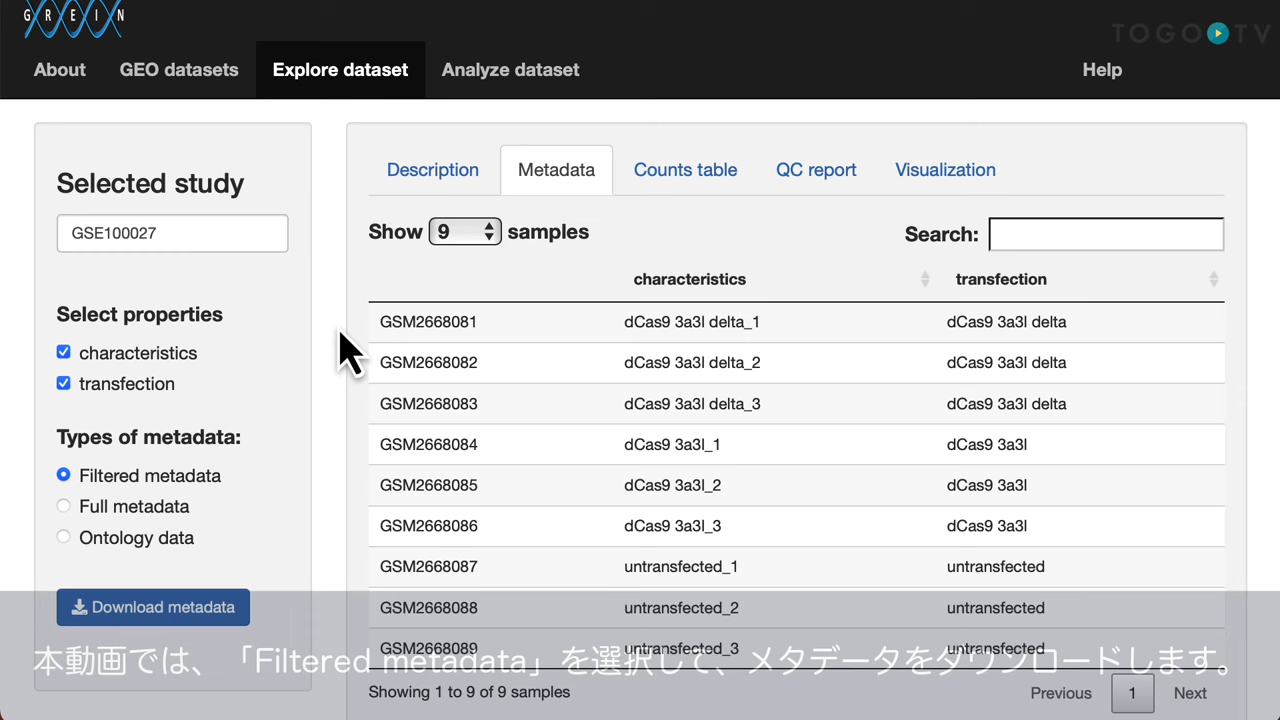 GREIN
TOGO TV
About GEO datasets Explore dataset Analyze dataset Help
Selected study
GSE100027
Select properties
characteristics
transfection
Types of metadata:
Filtered metadata
Full metadata
Ontology data
Download metadata
Description Metadata Counts table QC report Visualization
Show 9 samples
Search:
characteristics transfection
GSM2668081 dCas9 3a3l delta_1 dCas9 3a3l delta
GSM2668082 dCas9 3a3l delta_2 dCas9 3a3l delta
GSM2668083 dCas9 3a3l delta_3 dCas9 3a3l delta
GSM2668084 dCas9 3a3l_1 dCas9 3a3l
GSM2668085 dCas9 3a3l_2 dCas9 3a3l
GSM2668086 dCas9 3a3l_3 dCas9 3a3l
GSM2668087 untransfected_1 untransfected
GSM2668088 untransfected_2 untransfected
GSM2668089 untransfected_3 untransfected
Showing 1 to 9 of 9 samples
Previous 1 Next
本動画では、「Filtered metadata」を選択して、メタデータをダウンロードします。